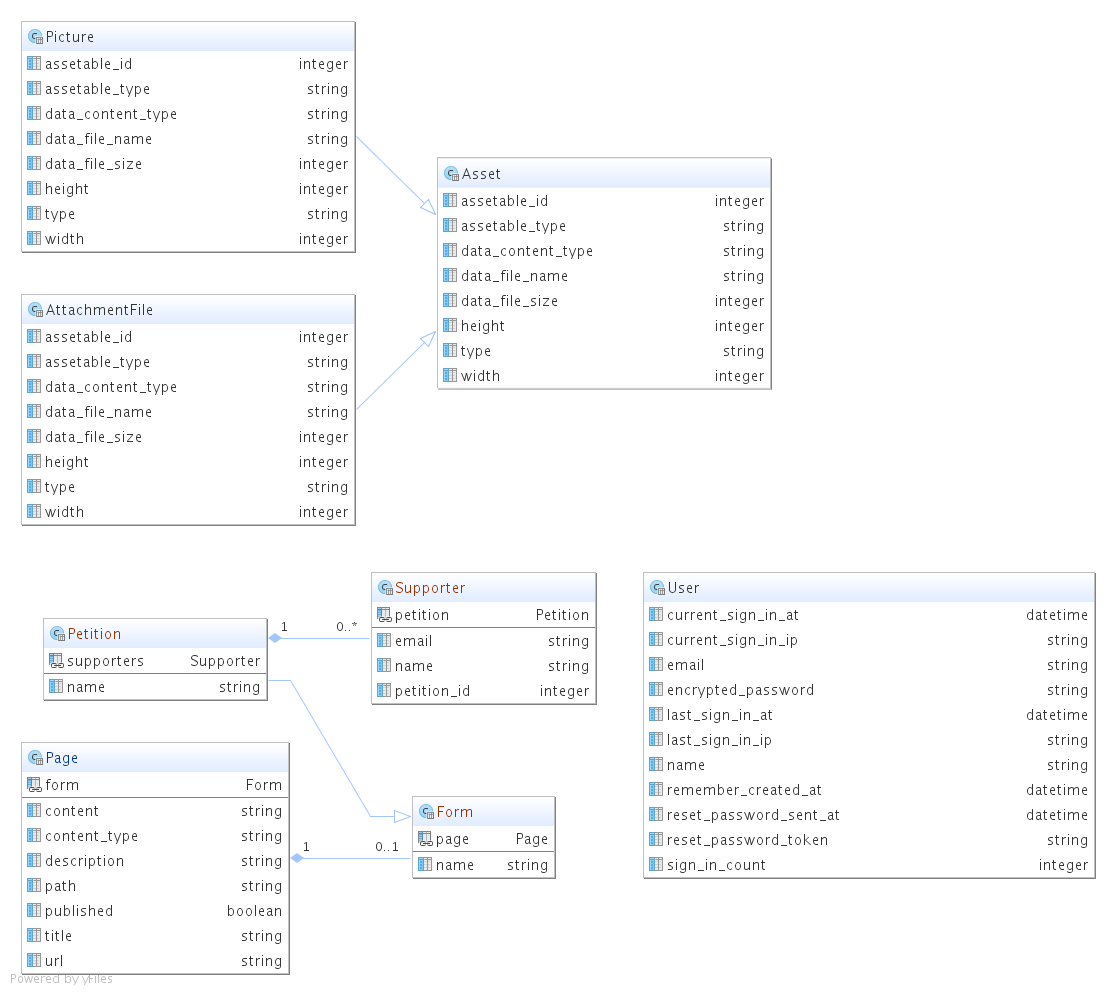 Picture
assetable_id integer
assetable_type string
data_content_type string
data_file_name string
data_file_size integer
height integer
type string
width integer
Asset
assetable_id integer
assetable_type string
data_content_type string
data_file_name string
data_file_size integer
height integer
type string
width integer
AttachmentFile
assetable_id integer
assetable_type string
data_content_type string
data_file_name string
data_file_size integer
height integer
type string
width integer
Petition
supporters Supporter
name string
1 0..*
Supporter
petition Petition
email string
name string
petition_id integer
User
current_sign_in_at datetime
current_sign_in_ip string
email string
encrypted_password string
last_sign_in_at datetime
last_sign_in_ip string
name string
remember_created_at datetime
reset_password_sent_at datetime
reset_password_token string
sign_in_count integer
Page
form Form
content string
content_type string
description string
path string
published boolean
title string
url string
1 0..1
Form
page Page
name string
Powered by yFiles